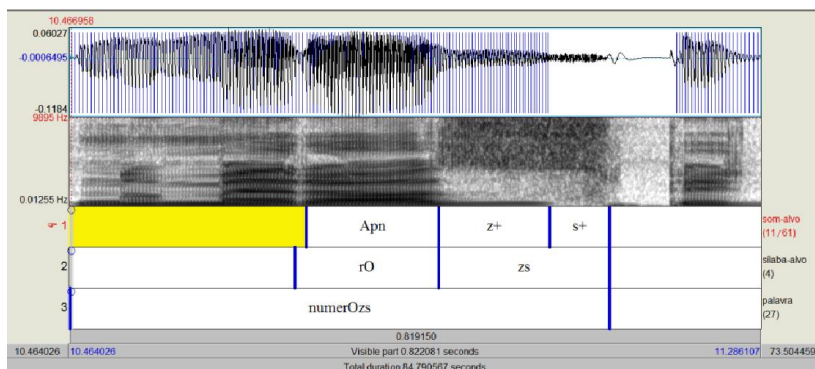 10.466958
0.06027
-0.0006495
-0.1184
9895 Hz
0.01255 Hz
1 Apn z+ s+ som-alvo
(11/61)
2 rO zs sílaba-alvo
(4)
3 numerOzs palavra
(27)
0.819150
10.464026 10.464026 Visible part 0.822081 seconds 11.286107 73.504459
Total duration 84.790567 seconds